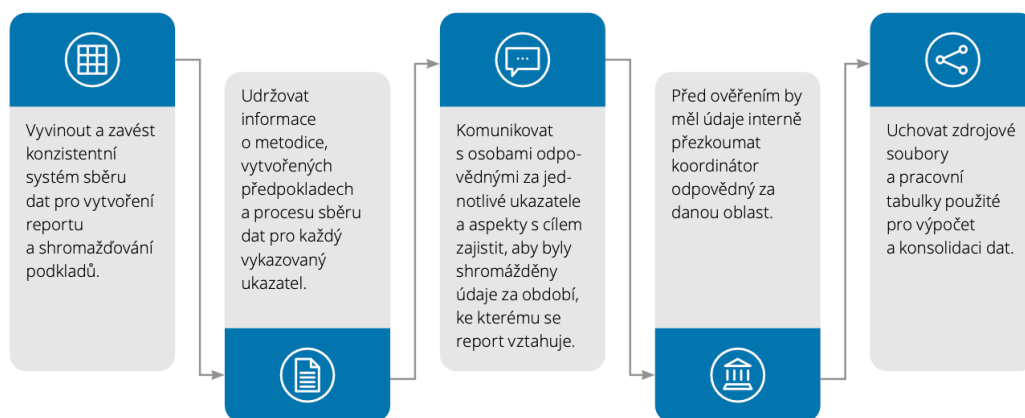 Vyvinout a zavést
konzistentní
systém sběru
dat pro vytvoření
reportu
a shromažďování
podkladů.
Udržovat
informace
o metodice,
vytvořených
předpokladech
a procesu sběru
dat pro každý
vykazovaný
ukazatel.
Komunikovat
s osobami odpo-
vědnými za jed-
notlivé ukazatele
a aspekty s cílem
zajistit, aby byly
shromážděny
údaje za období,
ke kterému se
report vztahuje.
Před ověřením by
měl údaje interně
přezkoumat
koordinátor
odpovědný za
danou oblast.
Uchovat zdrojové
soubory
a pracovní
tabulky použité
pro výpočet
a konsolidaci dat.